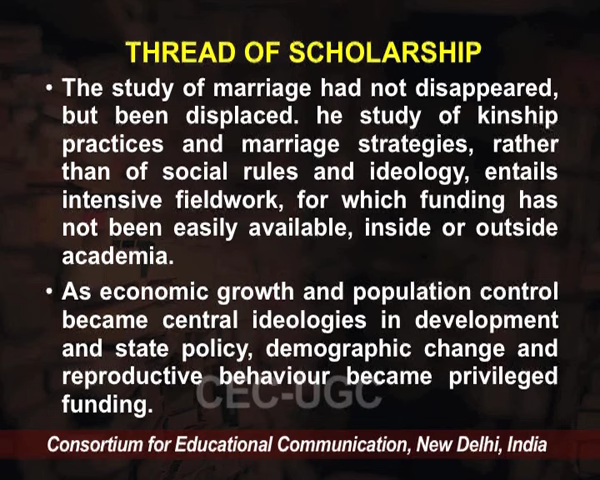 THREAD OF SCHOLARSHIP
• The study of marriage had not disappeared,
but been displaced. he study of kinship
practices and marriage strategies, rather
than of social rules and ideology, entails
intensive fieldwork, for which funding has
not been easily available, inside or outside
academia.
• As economic growth and population control
became central ideologies in development
and state policy, demographic change and
reproductive behaviour became privileged
funding.
CEC-UGC
Consortium for Educational Communication, New Delhi, India